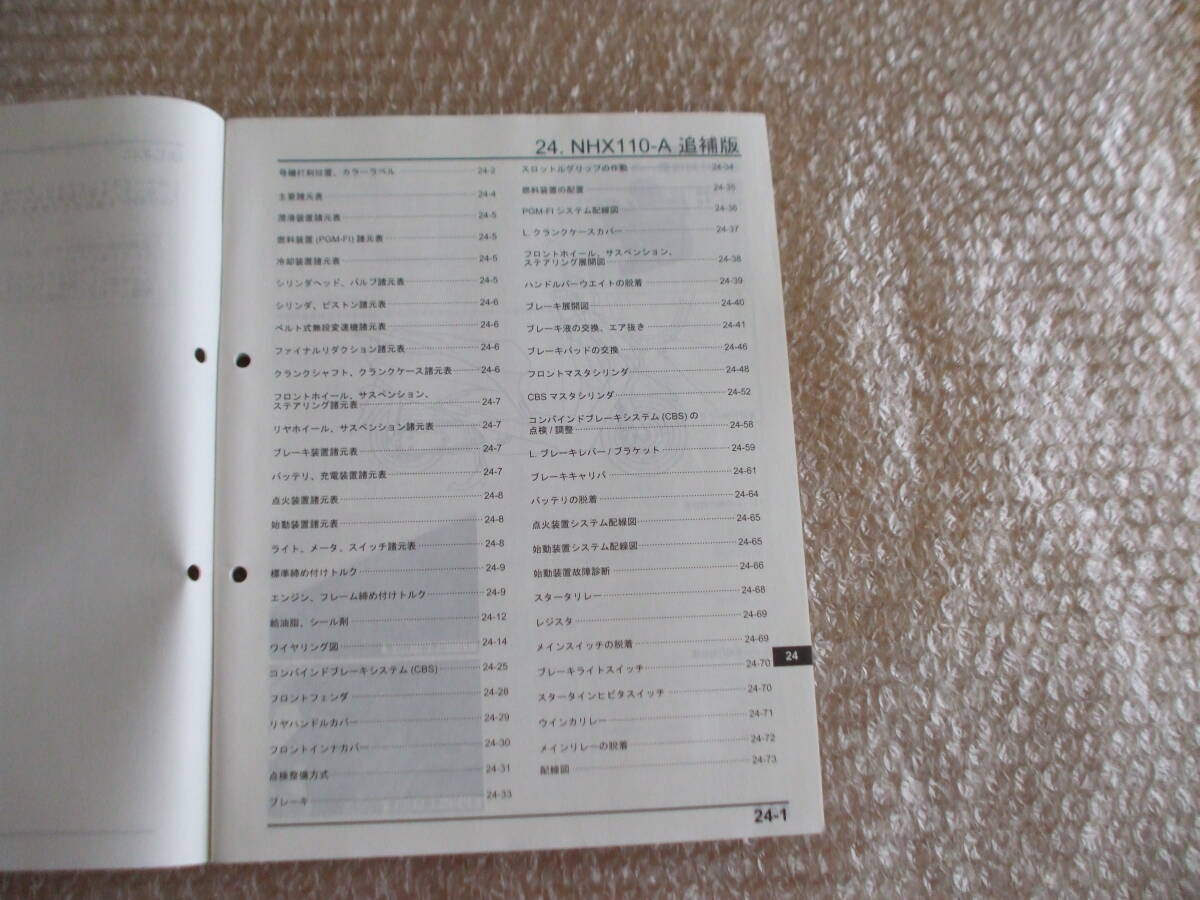 24. NHX110-A 追補版
号機打刻位置、カラーラベル 24-2
主要諸元表 24-4
潤滑装置諸元表 24-5
燃料装置 (PGM-FI) 諸元表 24-5
冷却装置諸元表 24-5
シリンダヘッド、バルブ諸元表 24-5
シリンダ、ピストン諸元表 24-6
ベルト式無段変速機諸元表 24-6
ファイナルリダクション諸元表 24-6
クランクシャフト、クランクケース諸元表 24-6
フロントホイール、サスペンション、
ステアリング諸元表 24-7
リヤホイール、サスペンション諸元表 24-7
ブレーキ装置諸元表 24-7
バッテリ、充電装置諸元表 24-7
点火装置諸元表 24-8
始動装置諸元表 24-8
ライト、メータ、スイッチ諸元表 24-8
標準締め付けトルク 24-9
エンジン、フレーム締め付けトルク 24-9
給油脂、シール剤 24-12
ワイヤリング図 24-14
コンバインドブレーキシステム (CBS) 24-25
フロントフェンダ 24-28
リヤハンドルカバー 24-29
フロントインナカバー 24-30
点検整備方式 24-31
ブレーキ 24-33
スロットルグリップの作動 24-34
燃料装置の配置 24-35
PGM-FI システム配線図 24-36
L. クランクケースカバー 24-37
フロントホイール、サスペンション、
ステアリング展開図 24-38
ハンドルバーウエイトの脱着 24-39
ブレーキ展開図 24-40
ブレーキ液の交換、エア抜き 24-41
ブレーキパッドの交換 24-46
フロントマスタシリンダ 24-48
CBS マスタシリンダ 24-52
コンバインドブレーキシステム (CBS) の
点検 / 調整 24-58
L. ブレーキレバー / ブラケット 24-59
ブレーキキャリパ 24-61
バッテリの脱着 24-64
点火装置システム配線図 24-65
始動装置システム配線図 24-65
始動装置故障診断 24-66
スタータリレー 24-68
レジスタ 24-69
メインスイッチの脱着 24-69
ブレーキライトスイッチ 24-70
スタータインヒビタスイッチ 24-70
ウインカリレー 24-71
メインリレーの脱着 24-72
配線図 24-73
24
24-1